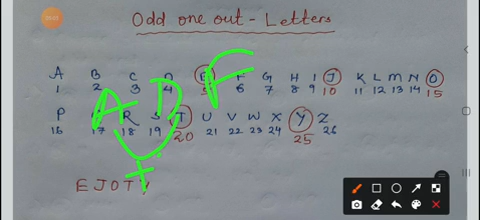 Odd one out - Letters
A B C D E F G H I J K L M N O
1 2 3 4 5 6 7 8 9 10 11 12 13 14 15
A D F
P R S T U V W X Y Z
16 17 18 19 20 21 22 23 24 25 26
+
E J O T Y